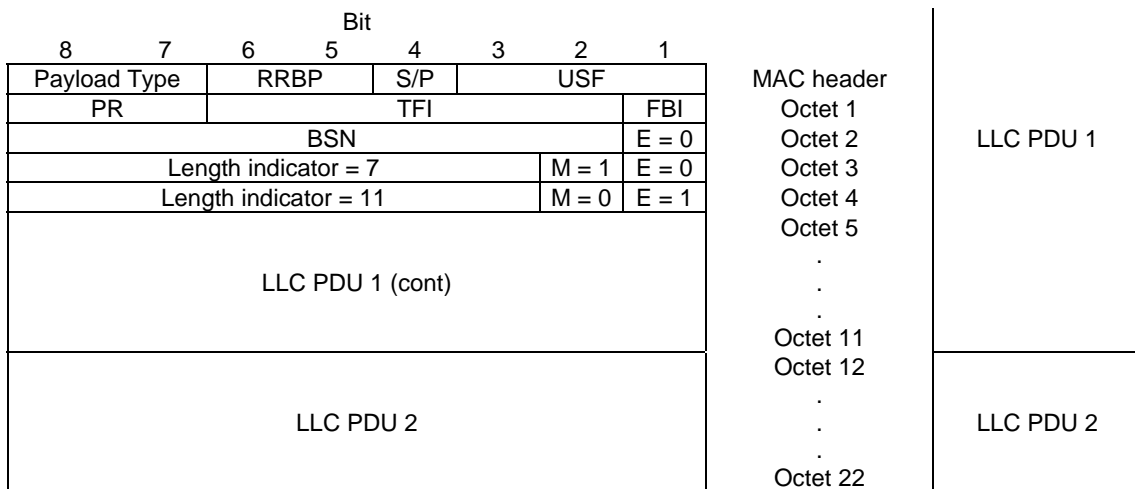 Bit
8 7 6 5 4 3 2 1
Payload Type RRBP S/P USF MAC header
PR TFI FBI Octet 1
BSN E = 0 Octet 2 LLC PDU 1
Length indicator = 7 M = 1 E = 0 Octet 3
Length indicator = 11 M = 0 E = 1 Octet 4
Octet 5
.
LLC PDU 1 (cont) .
.
Octet 11
Octet 12
.
LLC PDU 2 . LLC PDU 2
.
Octet 22